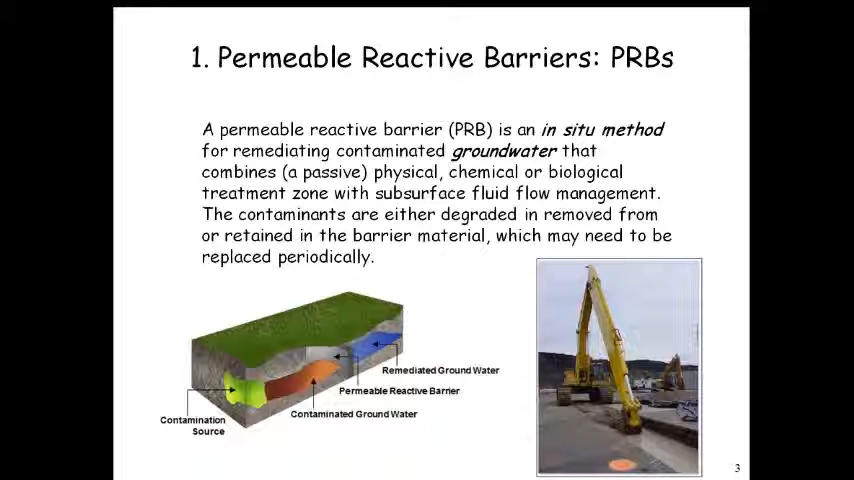 1. Permeable Reactive Barriers: PRBs
A permeable reactive barrier (PRB) is an in situ method
for remediating contaminated groundwater that
combines (a passive) physical, chemical or biological
treatment zone with subsurface fluid flow management.
The contaminants are either degraded in removed from
or retained in the barrier material, which may need to be
replaced periodically.
Remediated Ground Water
Permeable Reactive Barrier
Contaminated Ground Water
Contamination
Source
3